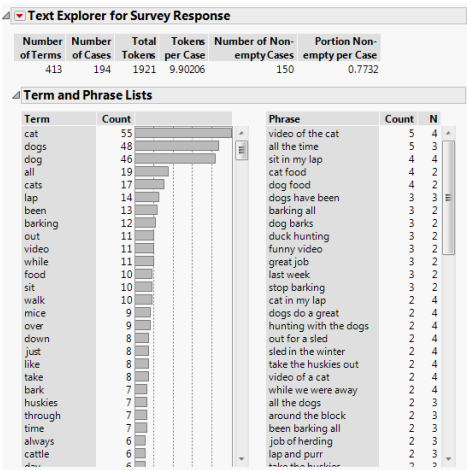 Text Explorer for Survey Response
Number of Terms Number of Cases Total Tokens Tokens per Case Number of Non-empty Cases Portion Non-empty per Case
413 194 1921 9.90206 150 0.7732
Term and Phrase Lists
Term Count Phrase Count N
cat 55 video of the cat 5 4
dogs 48 all the time 5 3
dog 46 sit in my lap 4 4
all 19 cat food 4 2
cats 17 dog food 4 2
lap 14 dogs have been 3 3
been 13 barking all 3 2
barking 12 dog barks 3 2
out 11 duck hunting 3 2
video 11 funny video 3 2
while 11 great job 3 2
food 10 last week 3 2
sit 10 stop barking 3 2
walk 10 cat in my lap 2 4
mice 9 dogs do a great 2 4
over 9 hunting with the dogs 2 4
down 8 out for a sled 2 4
just 8 sled in the winter 2 4
like 8 take the huskies out 2 4
take 8 video of a cat 2 4
bark 7 while we were away 2 4
huskies 7 all the dogs 2 3
through 7 around the block 2 3
time 7 been barking all 2 3
always 6 job of herding 2 3
cattle 6 lap and purr 2 3
day 6 take the huskies 2 3